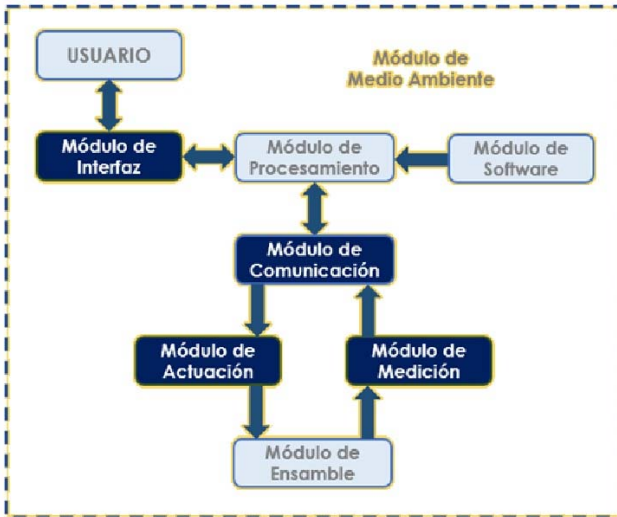 USUARIO
Módulo de
Medio Ambiente
Módulo de
Interfaz
Módulo de
Procesamiento
Módulo de
Software
Módulo de
Comunicación
Módulo de
Actuación
Módulo de
Medición
Módulo de
Ensamble